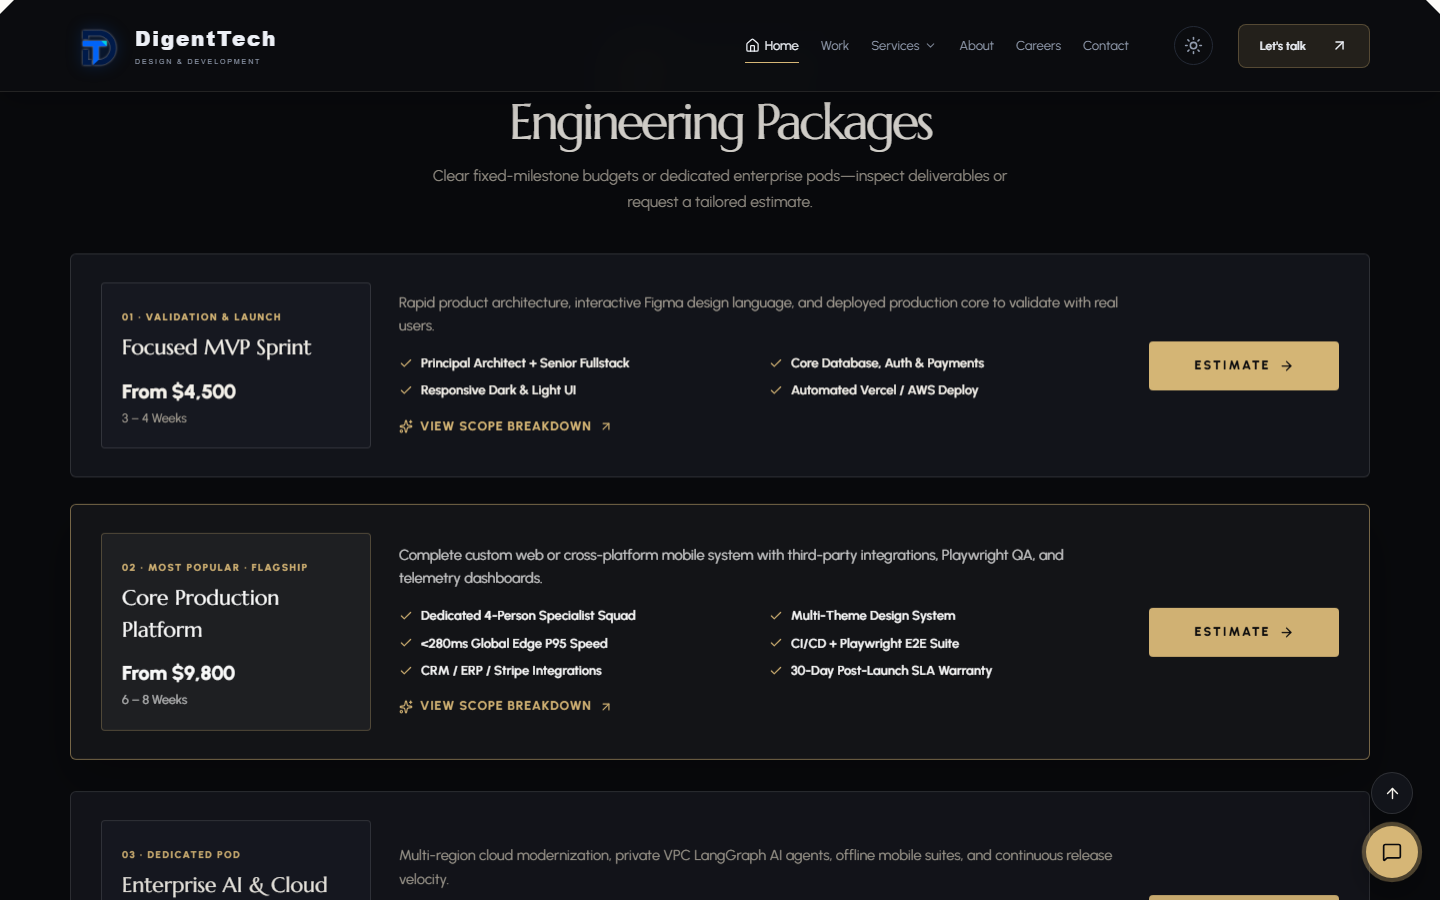 DigentTech
DESIGN & DEVELOPMENT
Home
Work
Services
About
Careers
Contact
Let's talk
Engineering Packages
Clear fixed-milestone budgets or dedicated enterprise pods—inspect deliverables or
request a tailored estimate.
01 · VALIDATION & LAUNCH
Focused MVP Sprint
From $4,500
3 – 4 Weeks
Rapid product architecture, interactive Figma design language, and deployed production core to validate with real
users.
Principal Architect + Senior Fullstack
Core Database, Auth & Payments
Responsive Dark & Light UI
Automated Vercel / AWS Deploy
VIEW SCOPE BREAKDOWN
ESTIMATE
02 · MOST POPULAR · FLAGSHIP
Core Production
Platform
From $9,800
6 – 8 Weeks
Complete custom web or cross-platform mobile system with third-party integrations, Playwright QA, and
telemetry dashboards.
Dedicated 4-Person Specialist Squad
Multi-Theme Design System
<280ms Global Edge P95 Speed
CI/CD + Playwright E2E Suite
CRM / ERP / Stripe Integrations
30-Day Post-Launch SLA Warranty
VIEW SCOPE BREAKDOWN
ESTIMATE
03 · DEDICATED POD
Enterprise AI & Cloud
Multi-region cloud modernization, private VPC LangGraph AI agents, offline mobile suites, and continuous release
velocity.